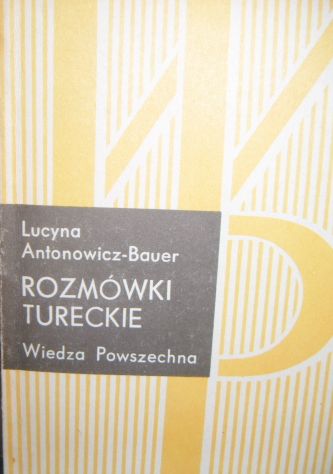 Lucyna
Antonowicz-Bauer
ROZMÓWKI
TURECKIE
Wiedza Powszechna